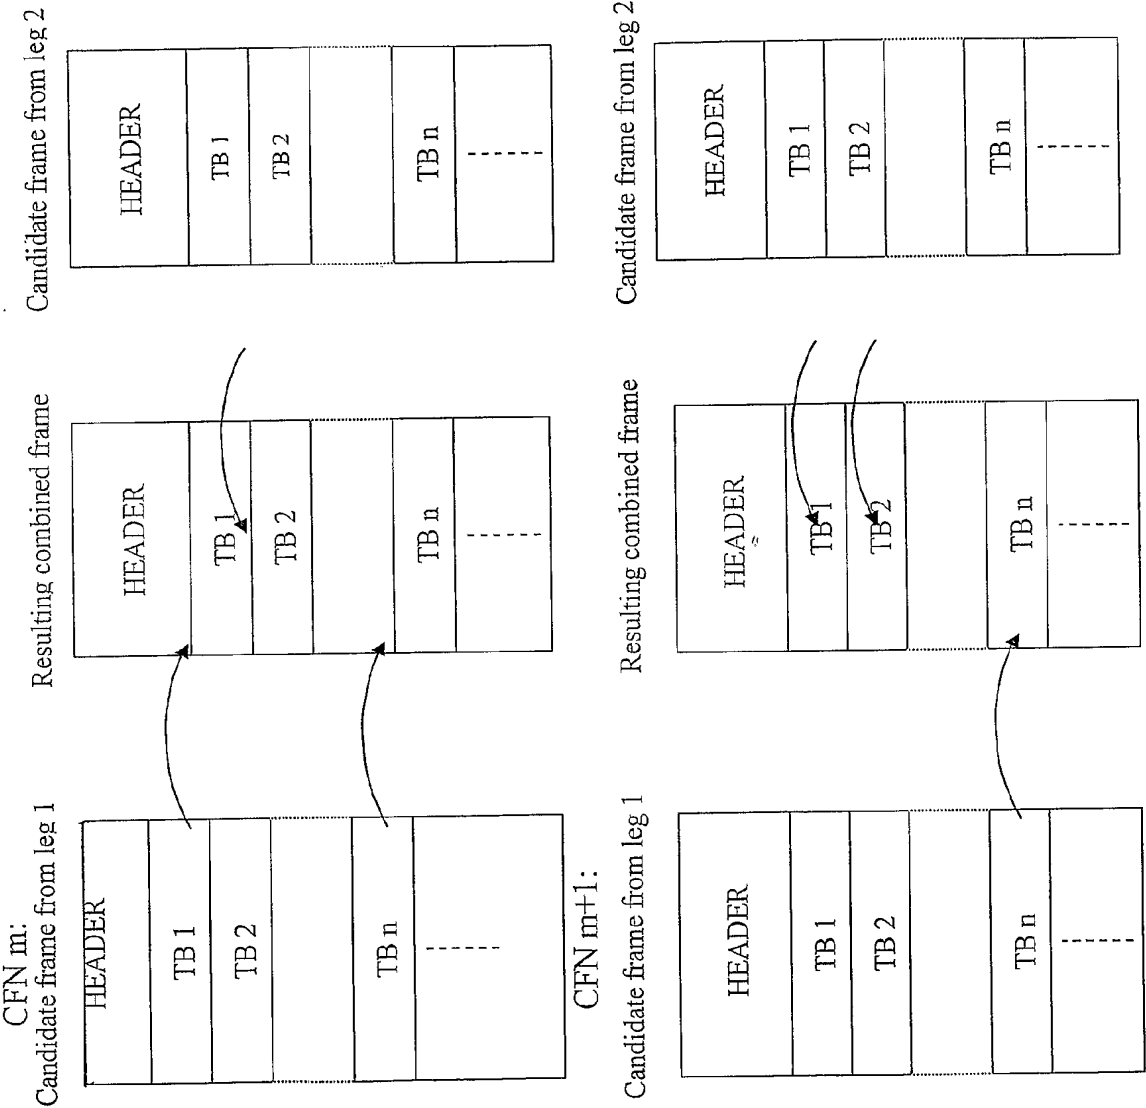 CFN m:
Candidate frame from leg 1
HEADER
TB 1
TB 2
TB n
Resulting combined frame
HEADER
TB 1
TB 2
TB n
Candidate frame from leg 2
HEADER
TB 1
TB 2
TB n
CFN m+1:
Candidate frame from leg 1
HEADER
TB 1
TB 2
TB n
Resulting combined frame
HEADER
TB 1
TB 2
TB n
Candidate frame from leg 2
HEADER
TB 1
TB 2
TB n